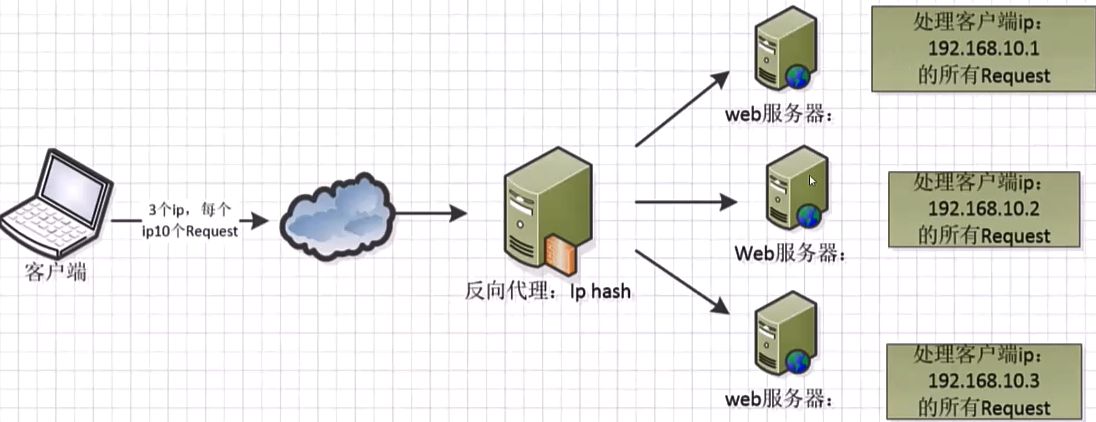 处理客户端ip：
192.168.10.1
的所有Request
web服务器：
3个ip，每个
ip10个Request
客户端
反向代理：Ip hash
处理客户端ip：
192.168.10.2
的所有Request
Web服务器：
处理客户端ip：
192.168.10.3
的所有Request
web服务器：